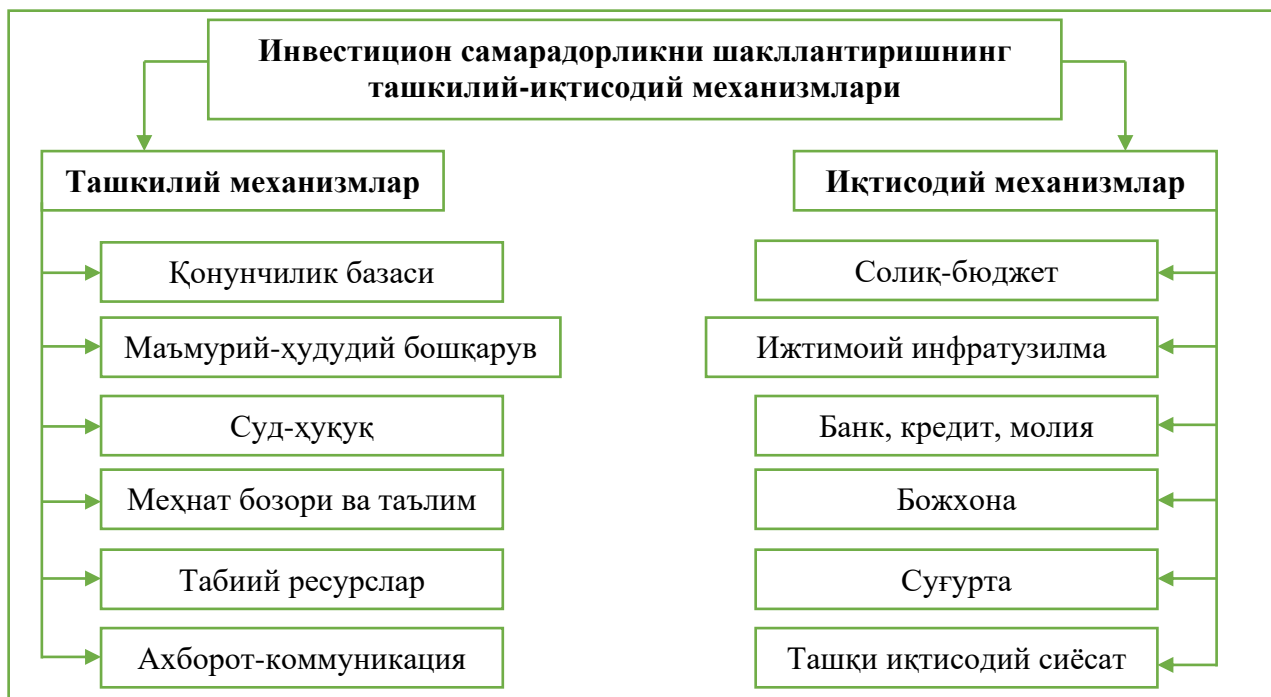 Инвестицион самарадорликни шакллантиришнинг
ташкилий-иқтисодий механизмлари
Ташкилий механизмлар
Қонунчилик базаси
Маъмурий-ҳудудий бошқарув
Суд-ҳуқуқ
Меҳнат бозори ва таълим
Табиий ресурслар
Ахборот-коммуникация
Иқтисодий механизмлар
Солиқ-бюджет
Ижтимоий инфратузилма
Банк, кредит, молия
Божхона
Суғурта
Ташқи иқтисодий сиёсат